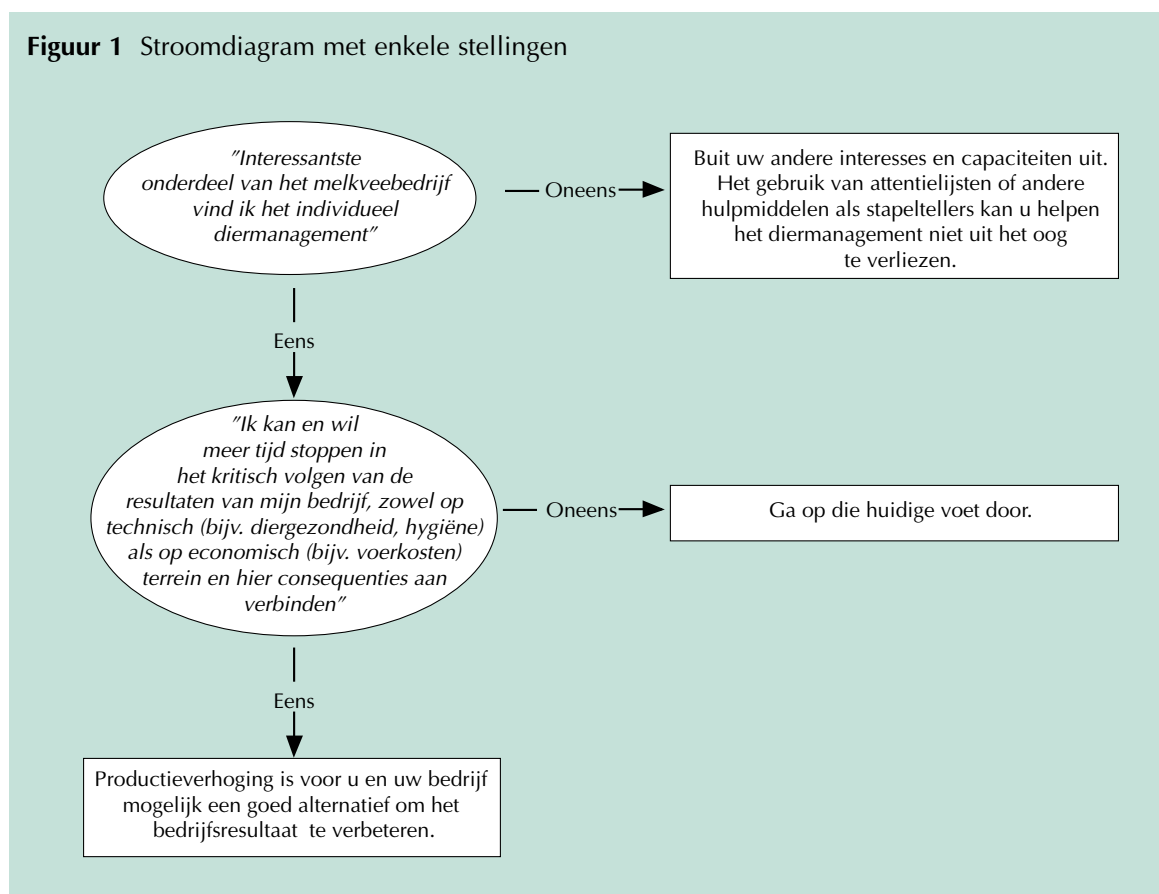 Figuur 1 Stroomdiagram met enkele stellingen
"Interessantste
onderdeel van het melkveebedrijf
vind ik het individueel
diermanagement"
Oneens
Buit uw andere interesses en capaciteiten uit.
Het gebruik van attentielijsten of andere
hulpmiddelen als stapeltellers kan u helpen
het diermanagement niet uit het oog
te verliezen.
Eens
"Ik kan en wil
meer tijd stoppen in
het kritisch volgen van de
resultaten van mijn bedrijf, zowel op
technisch (bijv. diergezondheid, hygiëne)
als op economisch (bijv. voerkosten)
terrein en hier consequenties aan
verbinden"
Oneens
Ga op die huidige voet door.
Eens
Productieverhoging is voor u en uw bedrijf
mogelijk een goed alternatief om het
bedrijfsresultaat te verbeteren.